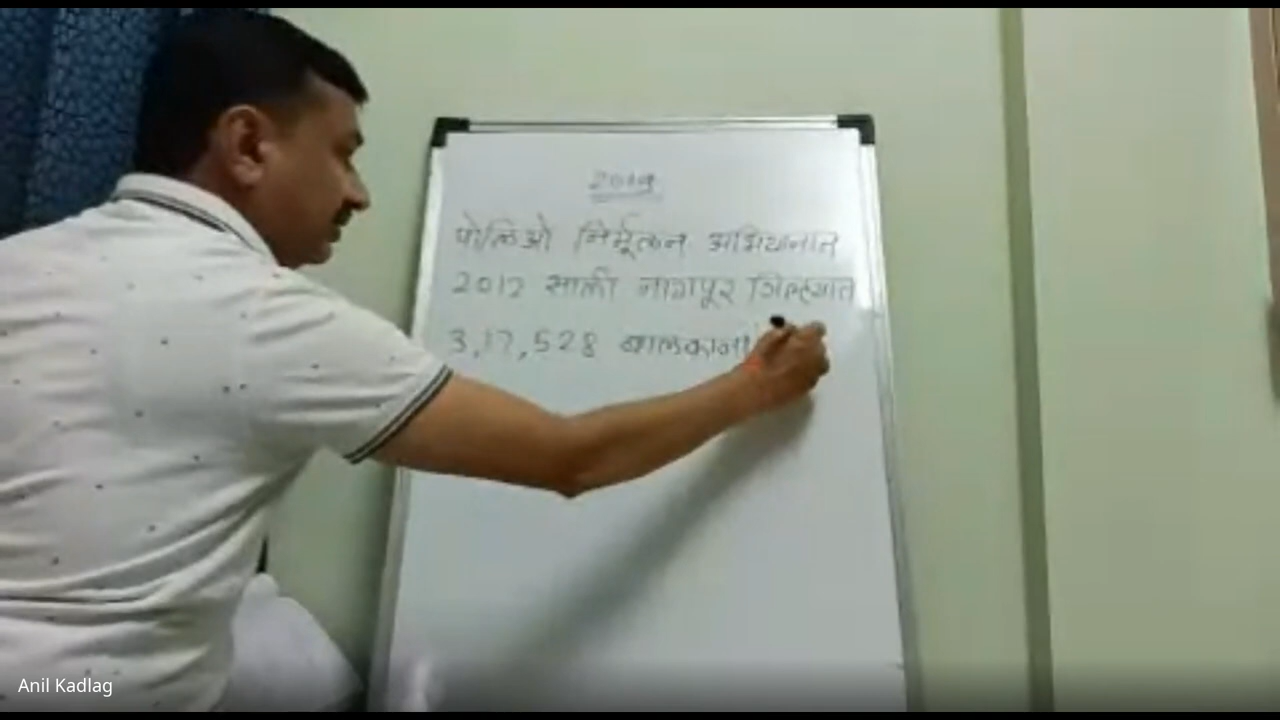 2019
पोलिओ निर्मूलन अभियानात
2012 साली नागपूर जिल्ह्यात
3,17,528 बालकांना
Anil Kadlag